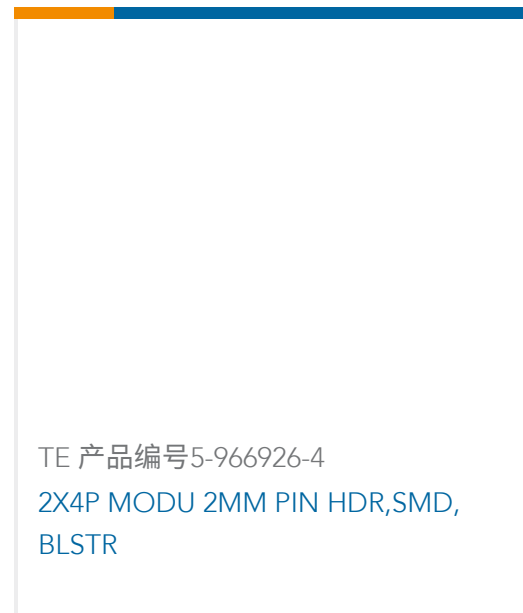 TE 产品编号5-966926-4
2X4P MODU 2MM PIN HDR,SMD,
BLSTR